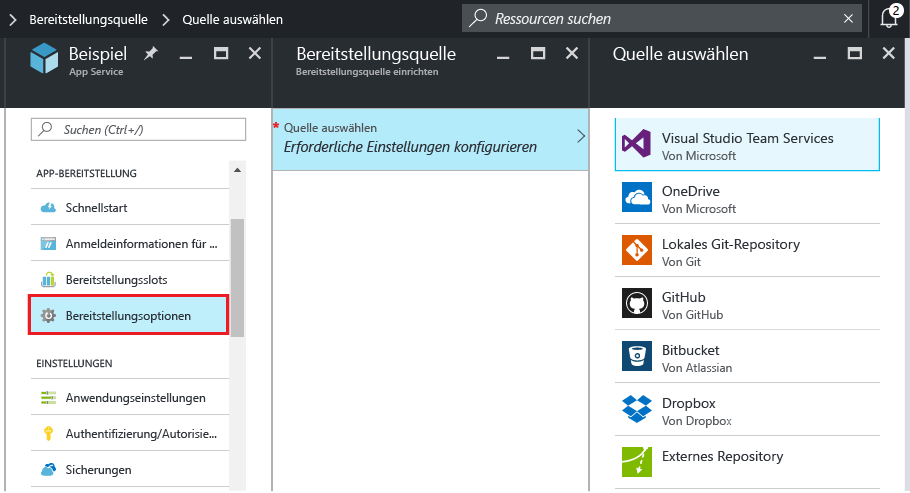 Bereitstellungsquelle
Quelle auswählen
Ressourcen suchen
2
Beispiel
App Service
Suchen (Ctrl+/)
APP-BEREITSTELLUNG
Schnellstart
Anmeldeinformationen für ...
Bereitstellungsslots
Bereitstellungsoptionen
EINSTELLUNGEN
Anwendungseinstellungen
Authentifizierung/Autorisie...
Sicherungen
Bereitstellungsquelle
Bereitstellungsquelle einrichten
* Quelle auswählen
Erforderliche Einstellungen konfigurieren
Quelle auswählen
Visual Studio Team Services
Von Microsoft
OneDrive
Von Microsoft
Lokales Git-Repository
Von Git
GitHub
Von GitHub
Bitbucket
Von Atlassian
Dropbox
Von Dropbox
Externes Repository